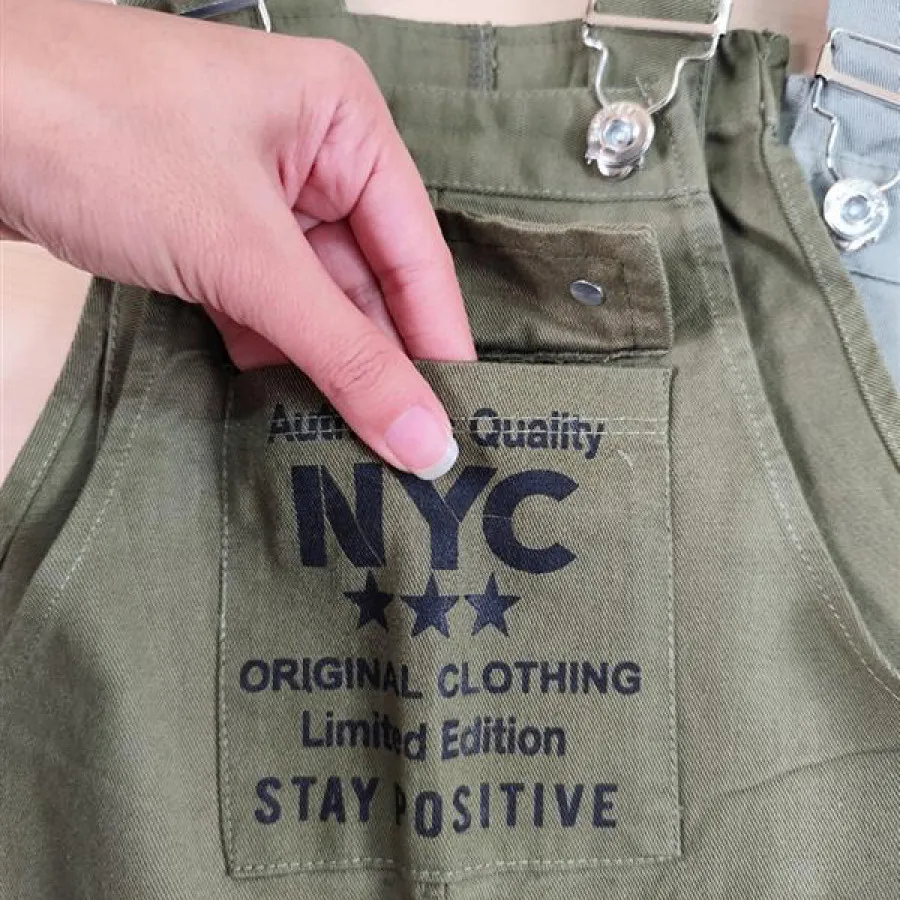 Quality
NYC
ORIGINAL CLOTHING
Limited Edition
STAY POSITIVE